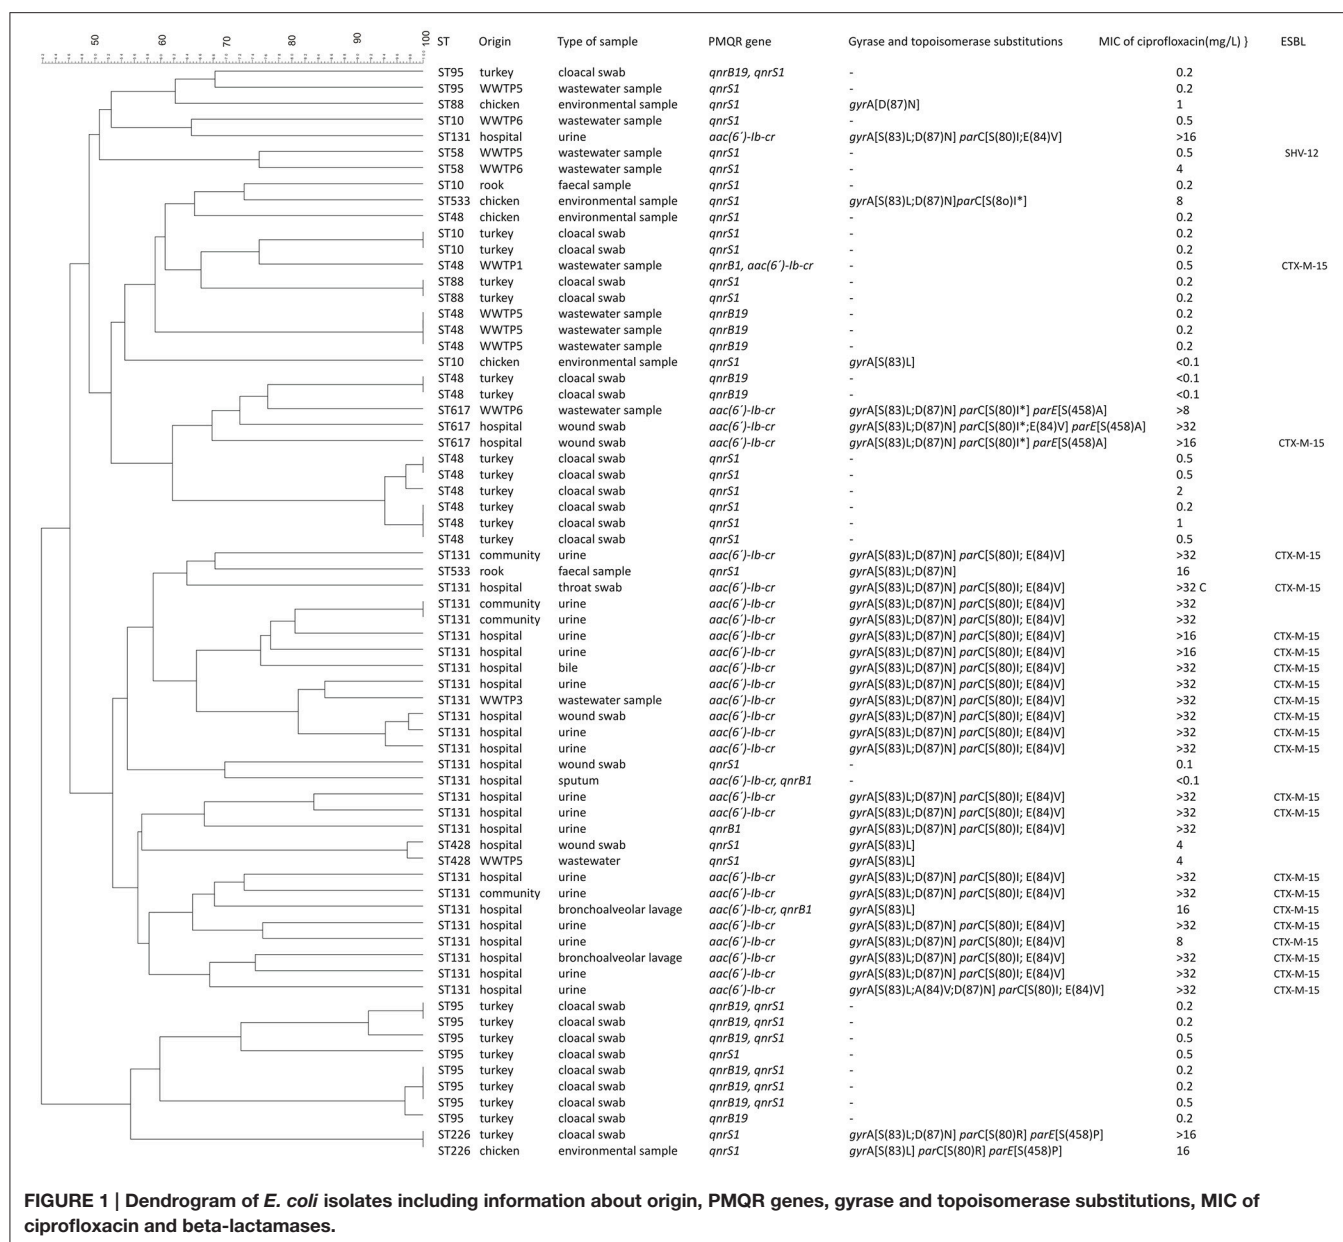 50 60 70 80 90 100 ST Origin Type of sample PMQR gene Gyrase and topoisomerase substitutions MIC of ciprofloxacin(mg/L) } ESBL
ST95 turkey cloacal swab qnrB19, qnrS1 - 0.2
ST95 WWTP5 wastewater sample qnrS1 - 0.2
ST88 chicken environmental sample qnrS1 gyrA[D(87)N] 1
ST10 WWTP6 wastewater sample qnrS1 - 0.5
ST131 hospital urine aac(6´)-Ib-cr gyrA[S(83)L;D(87)N] parC[S(80)I;E(84)V] >16
ST58 WWTP5 wastewater sample qnrS1 - 0.5 SHV-12
ST58 WWTP6 wastewater sample qnrS1 - 4
ST10 rook faecal sample qnrS1 - 0.2
ST533 chicken environmental sample qnrS1 gyrA[S(83)L;D(87)N]parC[S(8o)I*] 8
ST48 chicken environmental sample qnrS1 - 0.2
ST10 turkey cloacal swab qnrS1 - 0.2
ST10 turkey cloacal swab qnrS1 - 0.2
ST48 WWTP1 wastewater sample qnrB1, aac(6´)-Ib-cr - 0.5 CTX-M-15
ST88 turkey cloacal swab qnrS1 - 0.2
ST88 turkey cloacal swab qnrS1 - 0.2
ST48 WWTP5 wastewater sample qnrB19 - 0.2
ST48 WWTP5 wastewater sample qnrB19 - 0.2
ST48 WWTP5 wastewater sample qnrB19 - 0.2
ST10 chicken environmental sample qnrS1 gyrA[S(83)L] <0.1
ST48 turkey cloacal swab qnrB19 - <0.1
ST48 turkey cloacal swab qnrB19 - <0.1
ST617 WWTP6 wastewater sample aac(6´)-Ib-cr gyrA[S(83)L;D(87)N] parC[S(80)I*] parE[S(458)A] >8
ST617 hospital wound swab aac(6´)-Ib-cr gyrA[S(83)L;D(87)N] parC[S(80)I*;E(84)V] parE[S(458)A] >32
ST617 hospital wound swab aac(6´)-Ib-cr gyrA[S(83)L;D(87)N] parC[S(80)I*] parE[S(458)A] >16 CTX-M-15
ST48 turkey cloacal swab qnrS1 - 0.5
ST48 turkey cloacal swab qnrS1 - 0.5
ST48 turkey cloacal swab qnrS1 - 2
ST48 turkey cloacal swab qnrS1 - 0.2
ST48 turkey cloacal swab qnrS1 - 1
ST48 turkey cloacal swab qnrS1 - 0.5
ST131 community urine aac(6´)-Ib-cr gyrA[S(83)L;D(87)N] parC[S(80)I; E(84)V] >32 CTX-M-15
ST533 rook faecal sample qnrS1 gyrA[S(83)L;D(87)N] 16
ST131 hospital throat swab aac(6´)-Ib-cr gyrA[S(83)L;D(87)N] parC[S(80)I; E(84)V] >32 C CTX-M-15
ST131 community urine aac(6´)-Ib-cr gyrA[S(83)L;D(87)N] parC[S(80)I; E(84)V] >32
ST131 community urine aac(6´)-Ib-cr gyrA[S(83)L;D(87)N] parC[S(80)I; E(84)V] >32
ST131 hospital urine aac(6´)-Ib-cr gyrA[S(83)L;D(87)N] parC[S(80)I; E(84)V] >16 CTX-M-15
ST131 hospital urine aac(6´)-Ib-cr gyrA[S(83)L;D(87)N] parC[S(80)I; E(84)V] >16 CTX-M-15
ST131 hospital bile aac(6´)-Ib-cr gyrA[S(83)L;D(87)N] parC[S(80)I; E(84)V] >32 CTX-M-15
ST131 hospital urine aac(6´)-Ib-cr gyrA[S(83)L;D(87)N] parC[S(80)I; E(84)V] >32 CTX-M-15
ST131 WWTP3 wastewater sample aac(6´)-Ib-cr gyrA[S(83)L;D(87)N] parC[S(80)I; E(84)V] >32 CTX-M-15
ST131 hospital wound swab aac(6´)-Ib-cr gyrA[S(83)L;D(87)N] parC[S(80)I; E(84)V] >32 CTX-M-15
ST131 hospital urine aac(6´)-Ib-cr gyrA[S(83)L;D(87)N] parC[S(80)I; E(84)V] >32 CTX-M-15
ST131 hospital urine aac(6´)-Ib-cr gyrA[S(83)L;D(87)N] parC[S(80)I; E(84)V] >32 CTX-M-15
ST131 hospital wound swab qnrS1 - 0.1
ST131 hospital sputum aac(6´)-Ib-cr, qnrB1 - <0.1
ST131 hospital urine aac(6´)-Ib-cr gyrA[S(83)L;D(87)N] parC[S(80)I; E(84)V] >32 CTX-M-15
ST131 hospital urine aac(6´)-Ib-cr gyrA[S(83)L;D(87)N] parC[S(80)I; E(84)V] >32 CTX-M-15
ST131 hospital urine qnrB1 gyrA[S(83)L;D(87)N] parC[S(80)I; E(84)V] >32
ST428 hospital wound swab qnrS1 gyrA[S(83)L] 4
ST428 WWTP5 wastewater qnrS1 gyrA[S(83)L] 4
ST131 hospital urine aac(6´)-Ib-cr gyrA[S(83)L;D(87)N] parC[S(80)I; E(84)V] >32 CTX-M-15
ST131 community urine aac(6´)-Ib-cr gyrA[S(83)L;D(87)N] parC[S(80)I; E(84)V] >32 CTX-M-15
ST131 hospital bronchoalveolar lavage aac(6´)-Ib-cr, qnrB1 gyrA[S(83)L] 16 CTX-M-15
ST131 hospital urine aac(6´)-Ib-cr gyrA[S(83)L;D(87)N] parC[S(80)I; E(84)V] >32 CTX-M-15
ST131 hospital urine aac(6´)-Ib-cr gyrA[S(83)L;D(87)N] parC[S(80)I; E(84)V] 8 CTX-M-15
ST131 hospital bronchoalveolar lavage aac(6´)-Ib-cr gyrA[S(83)L;D(87)N] parC[S(80)I; E(84)V] >32 CTX-M-15
ST131 hospital urine aac(6´)-Ib-cr gyrA[S(83)L;D(87)N] parC[S(80)I; E(84)V] >32 CTX-M-15
ST131 hospital urine aac(6´)-Ib-cr gyrA[S(83)L;A(84)V;D(87)N] parC[S(80)I; E(84)V] >32 CTX-M-15
ST95 turkey cloacal swab qnrB19, qnrS1 - 0.2
ST95 turkey cloacal swab qnrB19, qnrS1 - 0.2
ST95 turkey cloacal swab qnrB19, qnrS1 - 0.5
ST95 turkey cloacal swab qnrS1 - 0.5
ST95 turkey cloacal swab qnrB19, qnrS1 - 0.2
ST95 turkey cloacal swab qnrB19, qnrS1 - 0.2
ST95 turkey cloacal swab qnrB19, qnrS1 - 0.5
ST95 turkey cloacal swab qnrB19 - 0.2
ST226 turkey cloacal swab qnrS1 gyrA[S(83)L;D(87)N] parC[S(80)R] parE[S(458)P] >16
ST226 chicken environmental sample qnrS1 gyrA[S(83)L] parC[S(80)R] parE[S(458)P] 16
FIGURE 1 | Dendrogram of E. coli isolates including information about origin, PMQR genes, gyrase and topoisomerase substitutions, MIC of
ciprofloxacin and beta-lactamases.